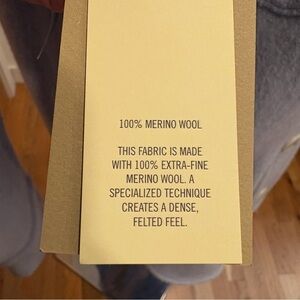 100% MERINO WOOL
THIS FABRIC IS MADE
WITH 100% EXTRA-FINE
MERINO WOOL. A
SPECIALIZED TECHNIQUE
CREATES A DENSE,
FELTED FEEL.